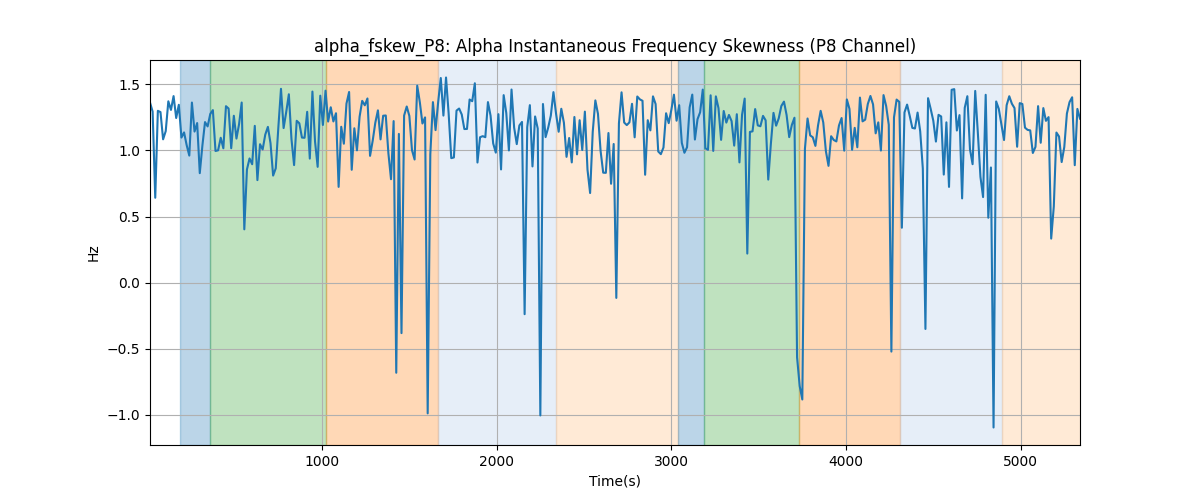 alpha_fskew_P8: Alpha Instantaneous Frequency Skewness (P8 Channel)
1.5
1.0
0.5
0.0
−0.5
−1.0
Hz
1000 2000 3000 4000 5000
Time(s)